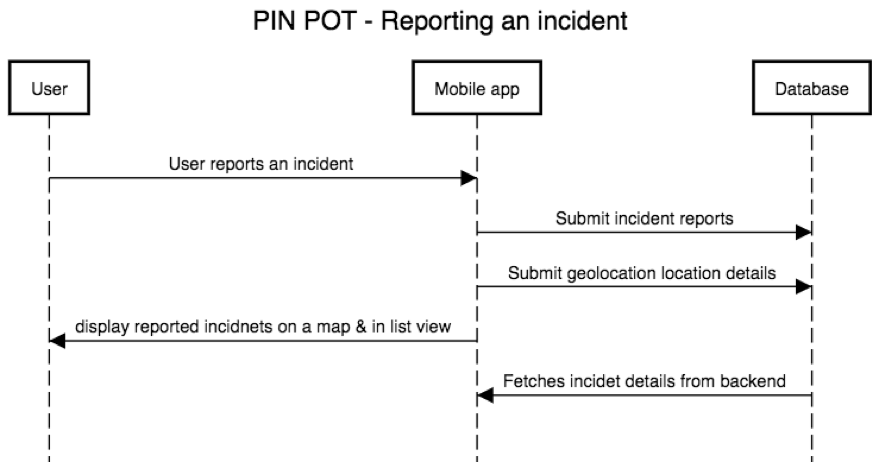 PIN POT - Reporting an incident
User
Mobile app
Database
User reports an incident
Submit incident reports
Submit geolocation location details
display reported incidnets on a map & in list view
Fetches incidet details from backend